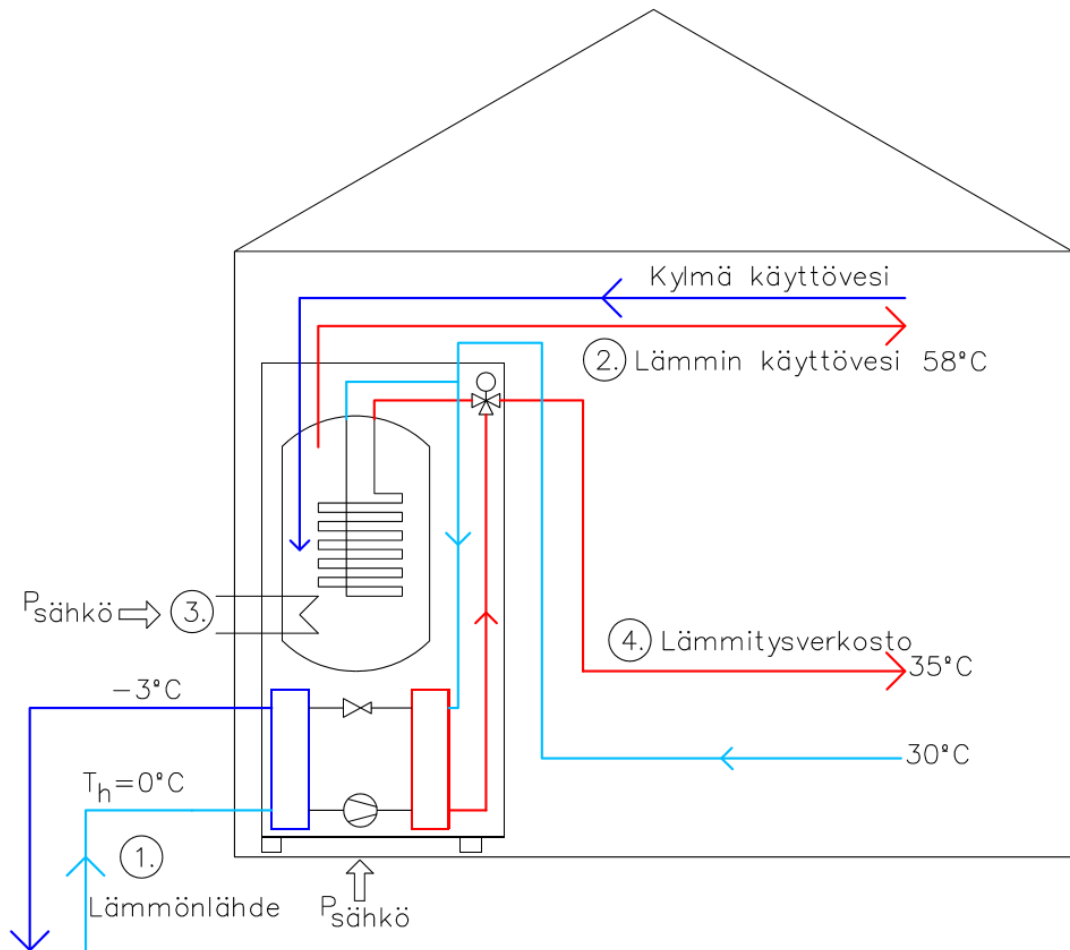 Kylmä käyttövesi
2. Lämmin käyttövesi 58°C
Psähkö 3.
4. Lämmitysverkosto
35°C
-3°C
30°C
Th=0°C
1.
Lämmönlähde
Psähkö